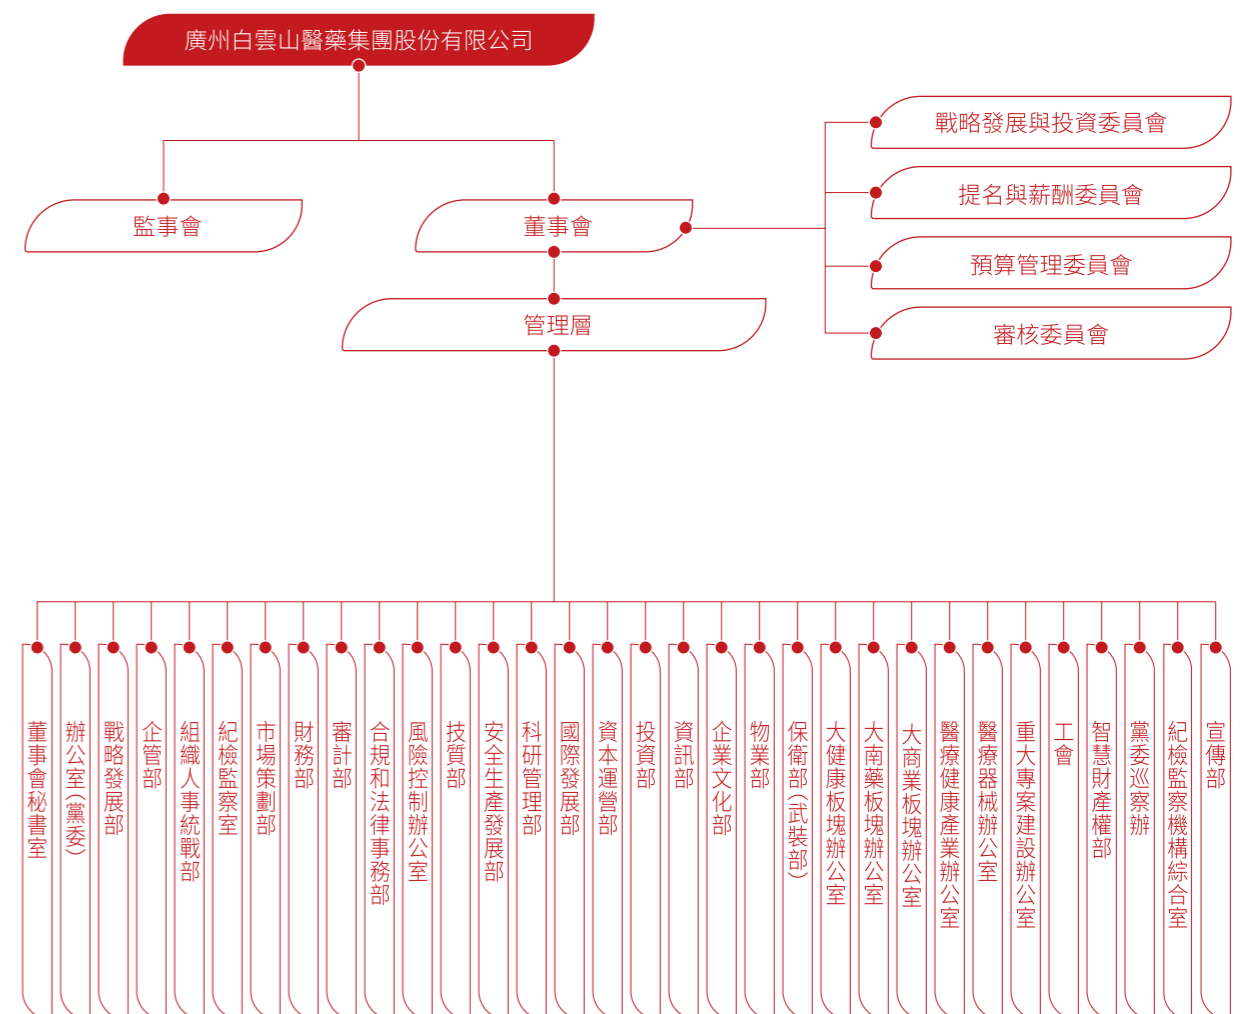 廣州白雲山醫藥集團股份有限公司
戰略發展與投資委員會
提名與薪酬委員會
監事會
董事會
預算管理委員會
管理層
審核委員會
董事會秘書室
辦公室（黨委）
戰略發展部
企管部
組織人事統戰部
紀檢監察室
市場策劃部
財務部
審計部
合規和法律事務部
風險控制辦公室
技質部
安全生產發展部
科研管理部
國際發展部
資本運營部
投資部
資訊部
企業文化部
物業部
保衛部（武裝部）
大健康板塊辦公室
大南藥板塊辦公室
大商業板塊辦公室
醫療健康產業辦公室
醫療器械辦公室
重大專案建設辦公室
工會
智慧財產權部
黨委巡察辦
紀檢監察機構綜合室
宣傳部